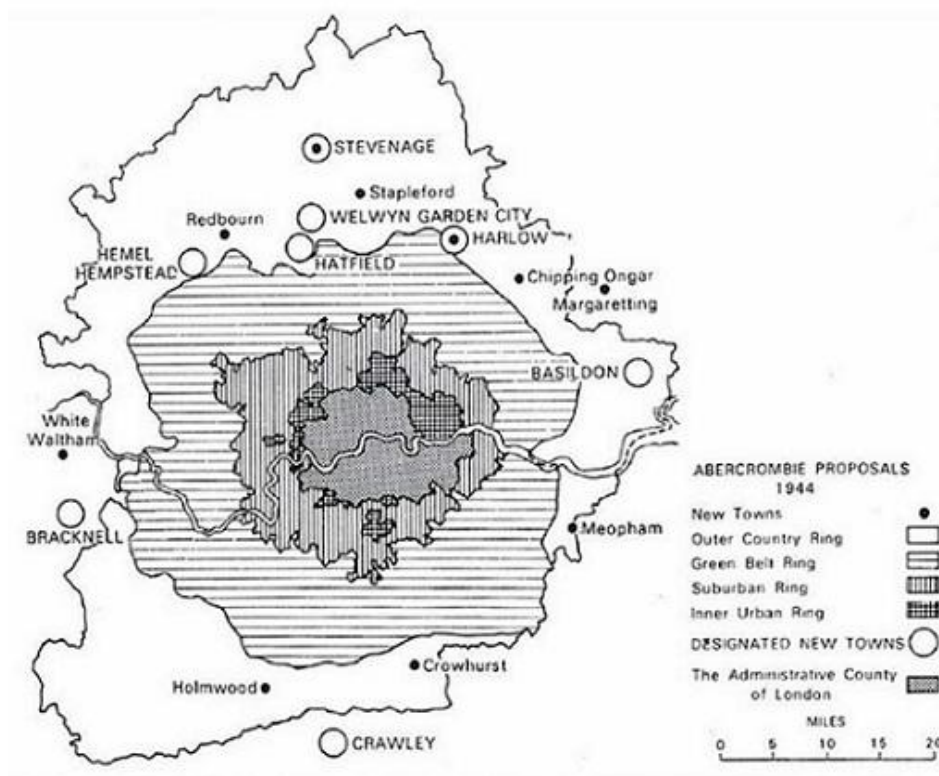 STEVENAGE
Stapleford
WELWYN GARDEN CITY
Redbourn
HARLOW
HEMEL
HEMPSTEAD
HATFIELD
Chipping Ongar
Margaretting
BASILDON
White
Waltham
BRACKNELL
Meopham
Crowhurst
Holmwood
CRAWLEY
ABERCROMBIE PROPOSALS
1944
New Towns
Outer Country Ring
Green Belt Ring
Suburban Ring
Inner Urban Ring
DESIGNATED NEW TOWNS
The Administrative County
of London
MILES
0 5 10 15 20